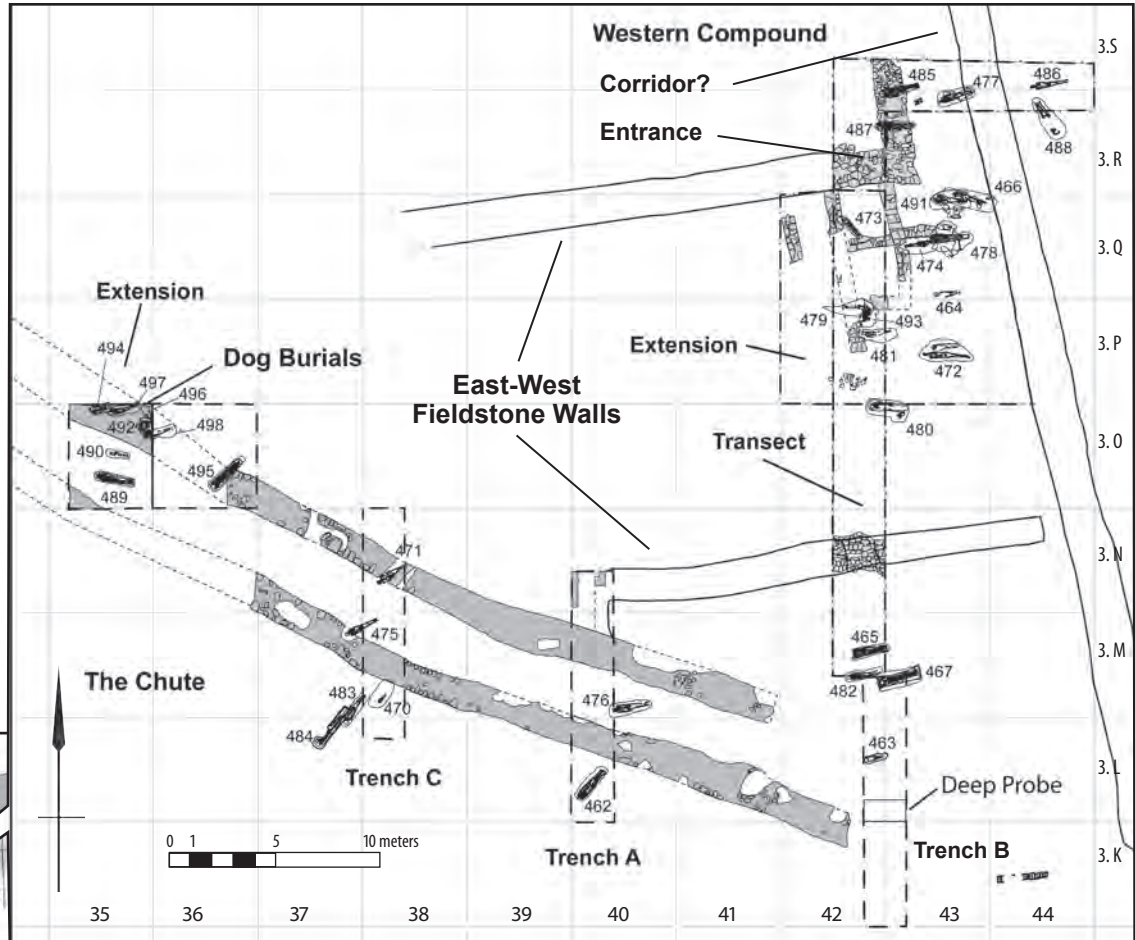 Western Compound
3.S
Corridor?
485
477
486
Entrance
487
488
3.R
466
491
473
474
478
3.Q
Extension
464
479
493
494
497
Extension
481
3.P
Dog Burials
496
472
East-West
Fieldstone Walls
492
498
480
490
Transect
3.O
495
489
471
3.N
475
465
3.M
The Chute
467
482
483
470
476
484
463
3.L
Trench C
462
Deep Probe
0 1 5 10 meters
Trench A
Trench B
3.K
35 36 37 38 39 40 41 42 43 44